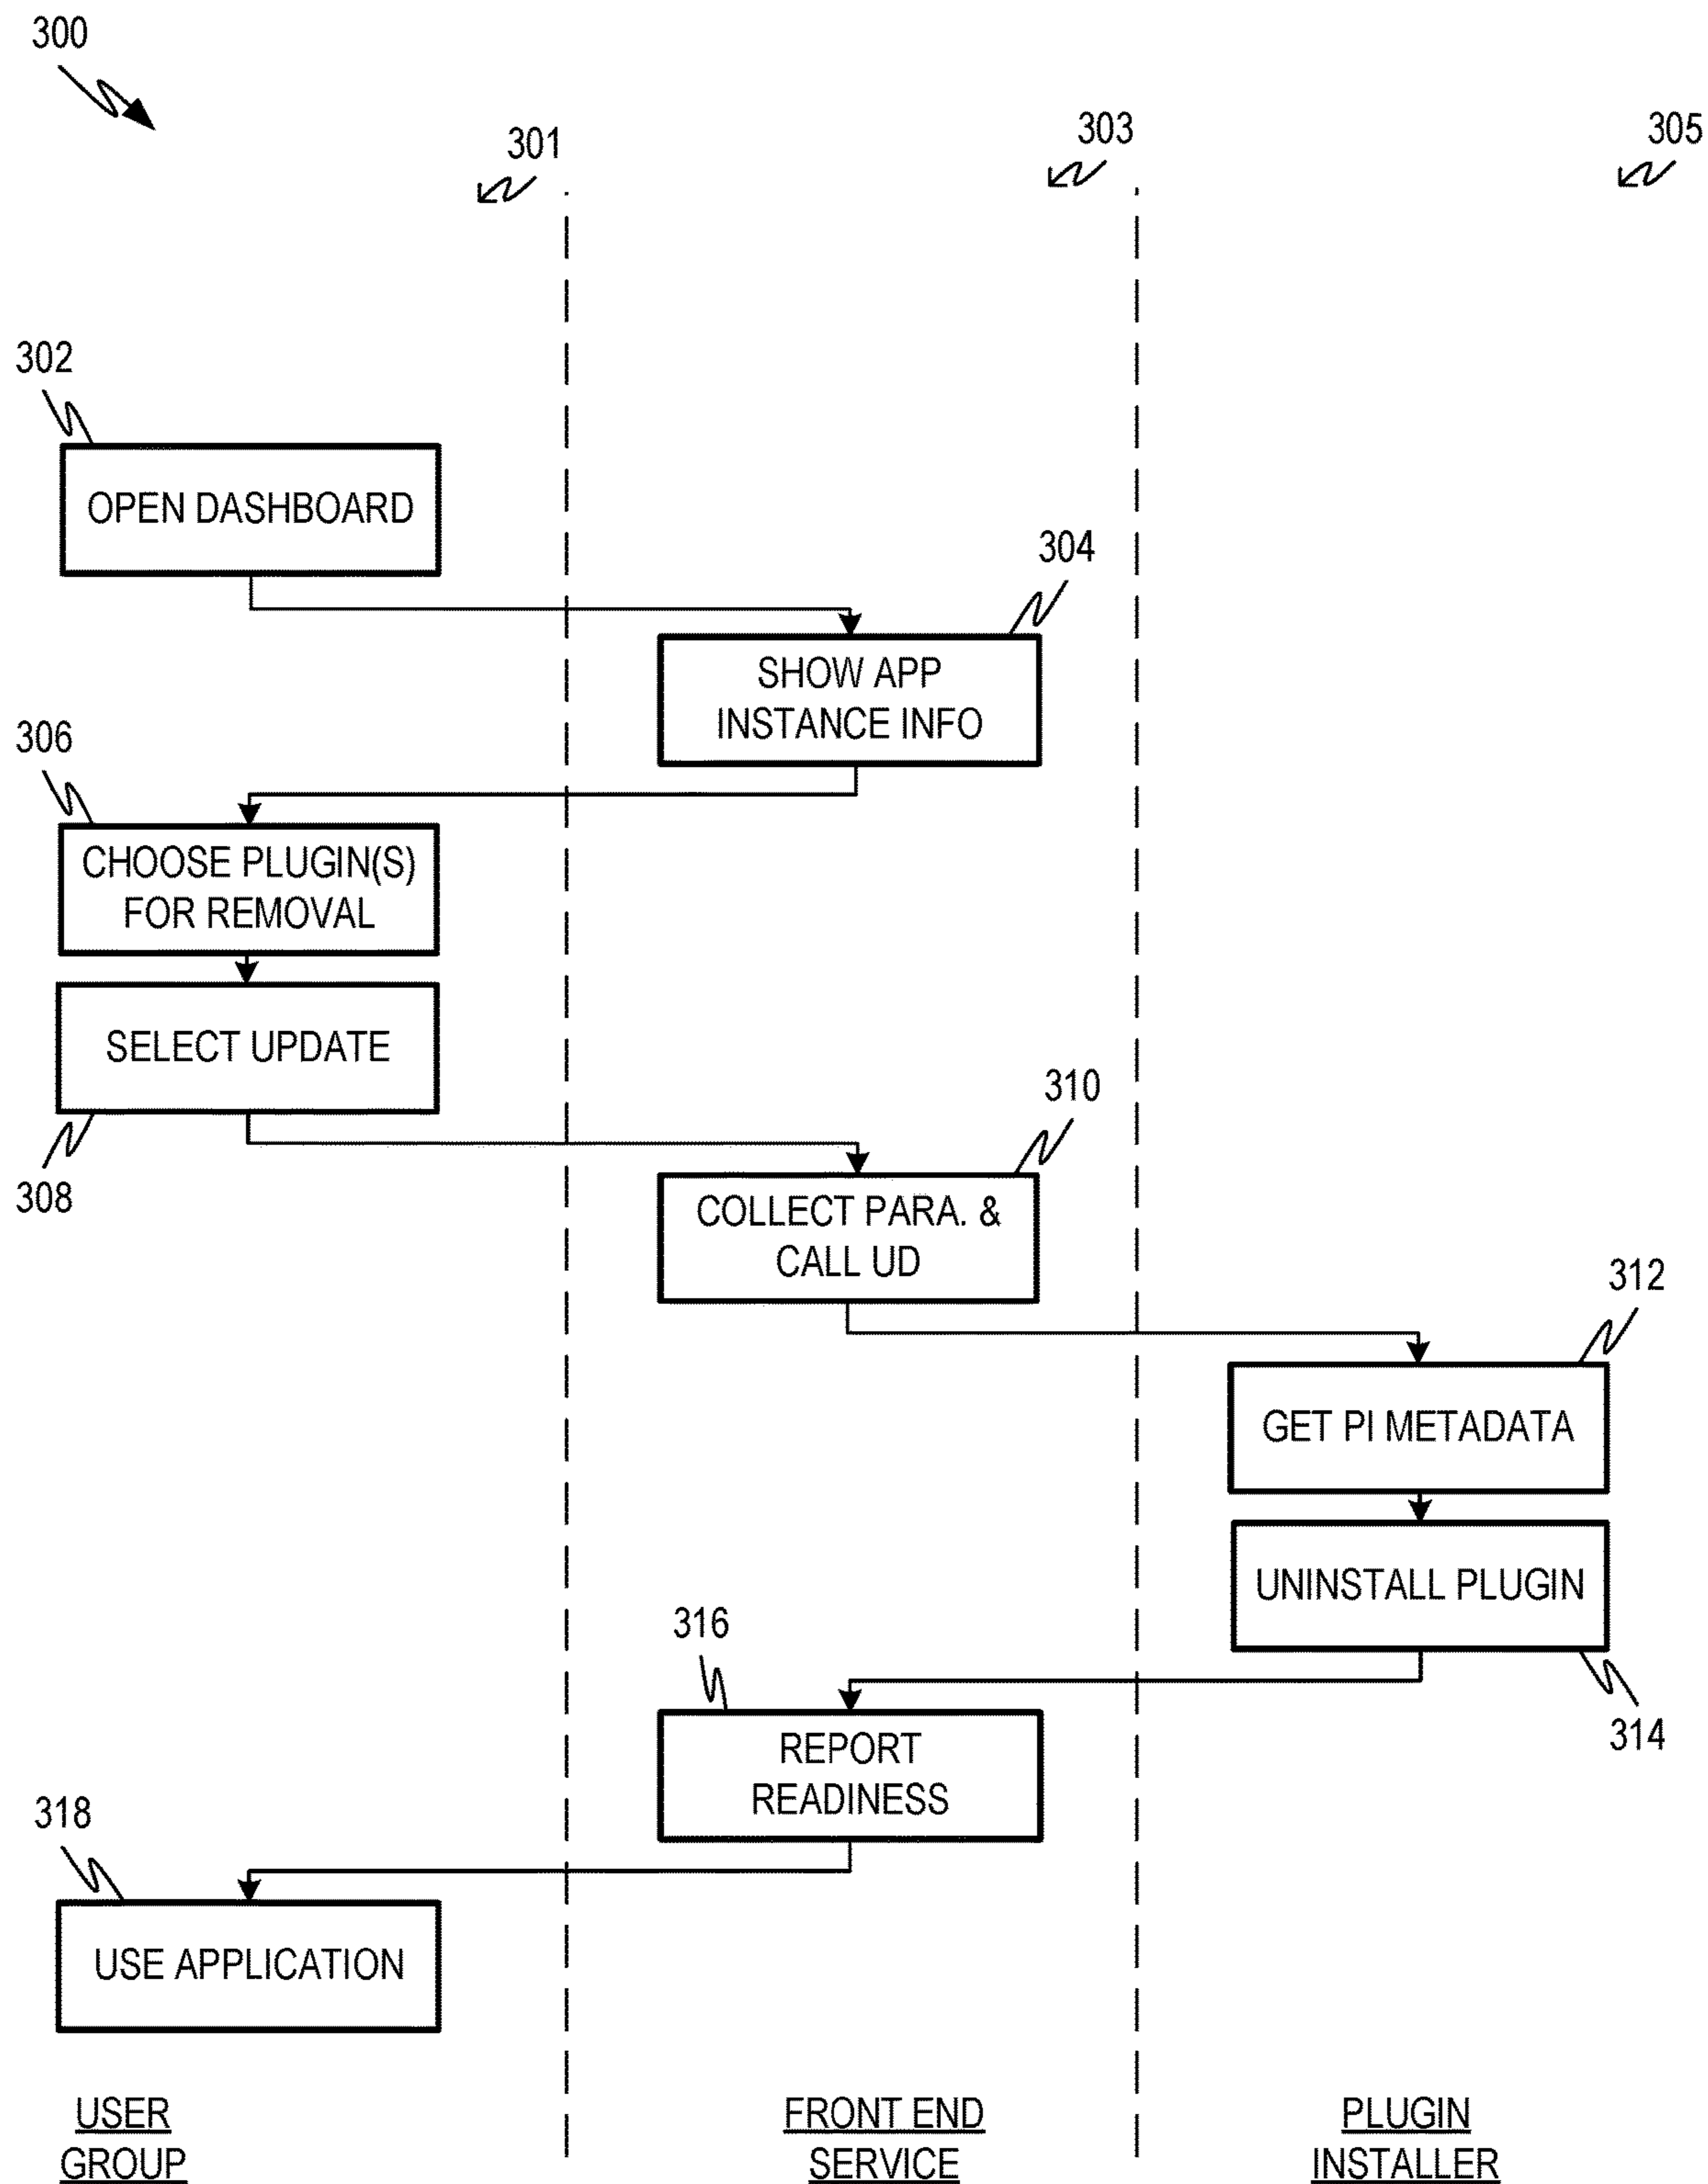 300
301
303
305
302
OPEN DASHBOARD
304
SHOW APP
INSTANCE INFO
306
CHOOSE PLUGIN(S)
FOR REMOVAL
SELECT UPDATE
308
310
COLLECT PARA. &
CALL UD
312
GET PI METADATA
UNINSTALL PLUGIN
314
316
REPORT
READINESS
318
USE APPLICATION
USER
GROUP
FRONT END
SERVICE
PLUGIN
INSTALLER